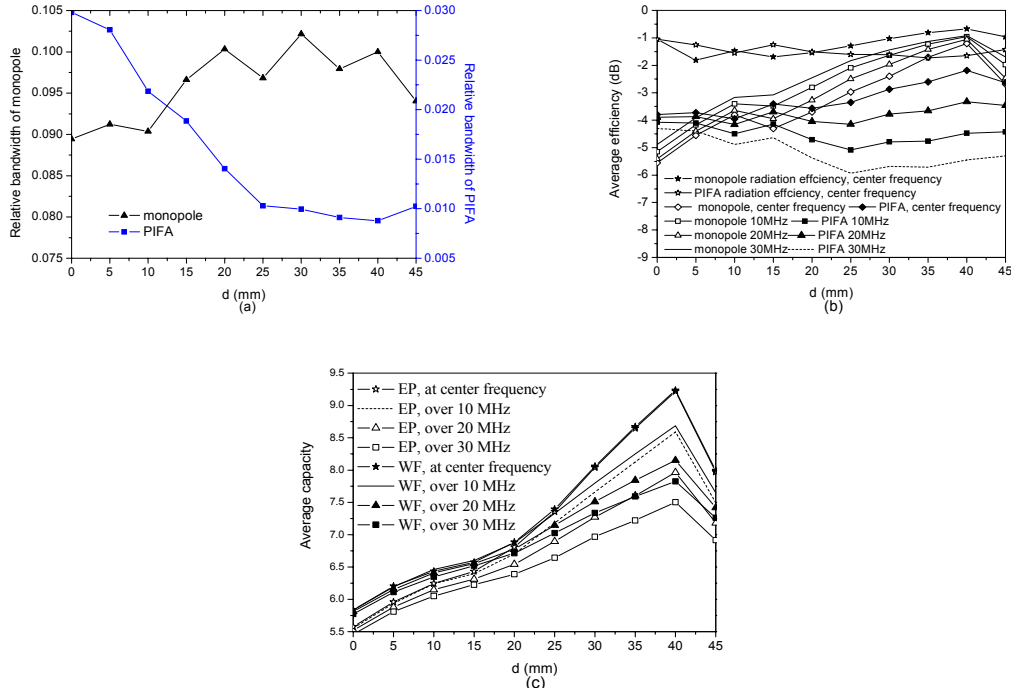 0.105
0.100
0.095
0.090
0.085
0.080
0.075
Relative bandwidth of monopole
monopole
PIFA
0.030
0.025
0.020
0.015
0.010
0.005
Relative bandwidth of PIFA
0 5 10 15 20 25 30 35 40 45
d (mm)
(a)
-1
-2
-3
-4
-5
-6
-7
-8
-9
Average efficiency (dB)
monopole radiation effciency, center frequency
PIFA radiation effciency, center frequency
monopole, center frequency PIFA, center frequency
monopole 10MHz PIFA 10MHz
monopole 20MHz PIFA 20MHz
monopole 30MHz PIFA 30MHz
0 5 10 15 20 25 30 35 40 45
d (mm)
(b)
9.5
9.0
8.5
8.0
7.5
7.0
6.5
6.0
5.5
Average capacity
EP, at center frequency
EP, over 10 MHz
EP, over 20 MHz
EP, over 30 MHz
WF, at center frequency
WF, over 10 MHz
WF, over 20 MHz
WF, over 30 MHz
0 5 10 15 20 25 30 35 40 45
d (mm)
(c)